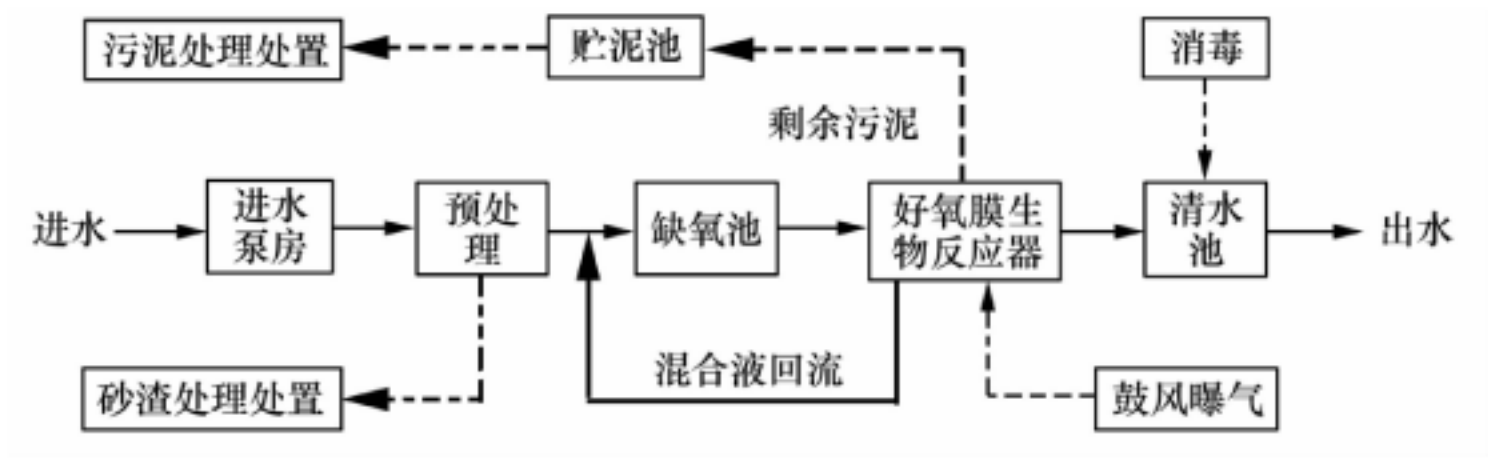 污泥处理处置
贮泥池
消毒
剩余污泥
进水
进水
泵房
预处
理
缺氧池
好氧膜生
物反应器
清水
池
出水
混合液回流
砂渣处理处置
鼓风曝气